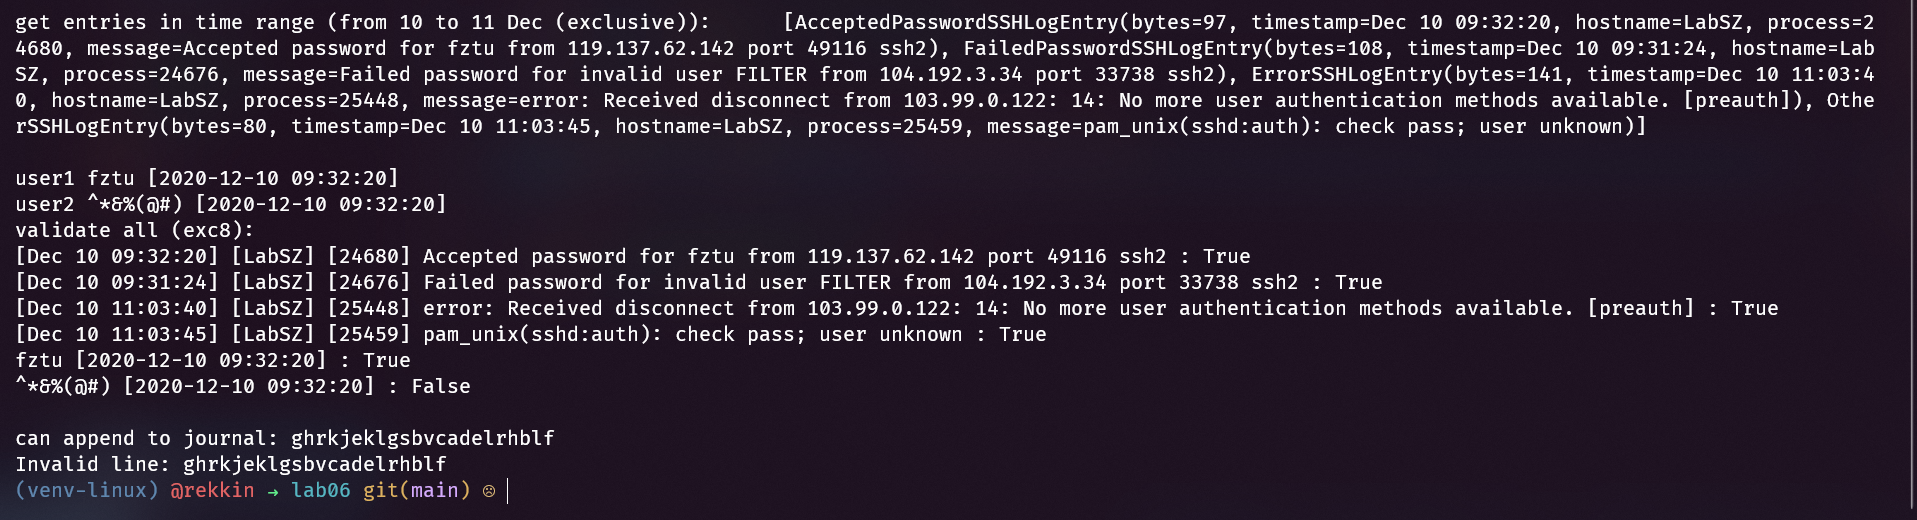 get entries in time range (from 10 to 11 Dec (exclusive)):      [AcceptedPasswordSSHLogEntry(bytes=97, timestamp=Dec 10 09:32:20, hostname=LabSZ, process=2
4680, message=Accepted password for fztu from 119.137.62.142 port 49116 ssh2), FailedPasswordSSHLogEntry(bytes=108, timestamp=Dec 10 09:31:24, hostname=Lab
SZ, process=24676, message=Failed password for invalid user FILTER from 104.192.3.34 port 33738 ssh2), ErrorSSHLogEntry(bytes=141, timestamp=Dec 10 11:03:4
0, hostname=LabSZ, process=25448, message=error: Received disconnect from 103.99.0.122: 14: No more user authentication methods available. [preauth]), Othe
rSSHLogEntry(bytes=80, timestamp=Dec 10 11:03:45, hostname=LabSZ, process=25459, message=pam_unix(sshd:auth): check pass; user unknown)]
user1 fztu [2020-12-10 09:32:20]
user2 ^*&%(@#) [2020-12-10 09:32:20]
validate all (exc8):
[Dec 10 09:32:20] [LabSZ] [24680] Accepted password for fztu from 119.137.62.142 port 49116 ssh2 : True
[Dec 10 09:31:24] [LabSZ] [24676] Failed password for invalid user FILTER from 104.192.3.34 port 33738 ssh2 : True
[Dec 10 11:03:40] [LabSZ] [25448] error: Received disconnect from 103.99.0.122: 14: No more user authentication methods available. [preauth] : True
[Dec 10 11:03:45] [LabSZ] [25459] pam_unix(sshd:auth): check pass; user unknown : True
fztu [2020-12-10 09:32:20] : True
^*&%(@#) [2020-12-10 09:32:20] : False
can append to journal: ghrkjeklgsbvcadelrhblf
Invalid line: ghrkjeklgsbvcadelrhblf
(venv-linux) @rekkin → lab06 git(main) ☹